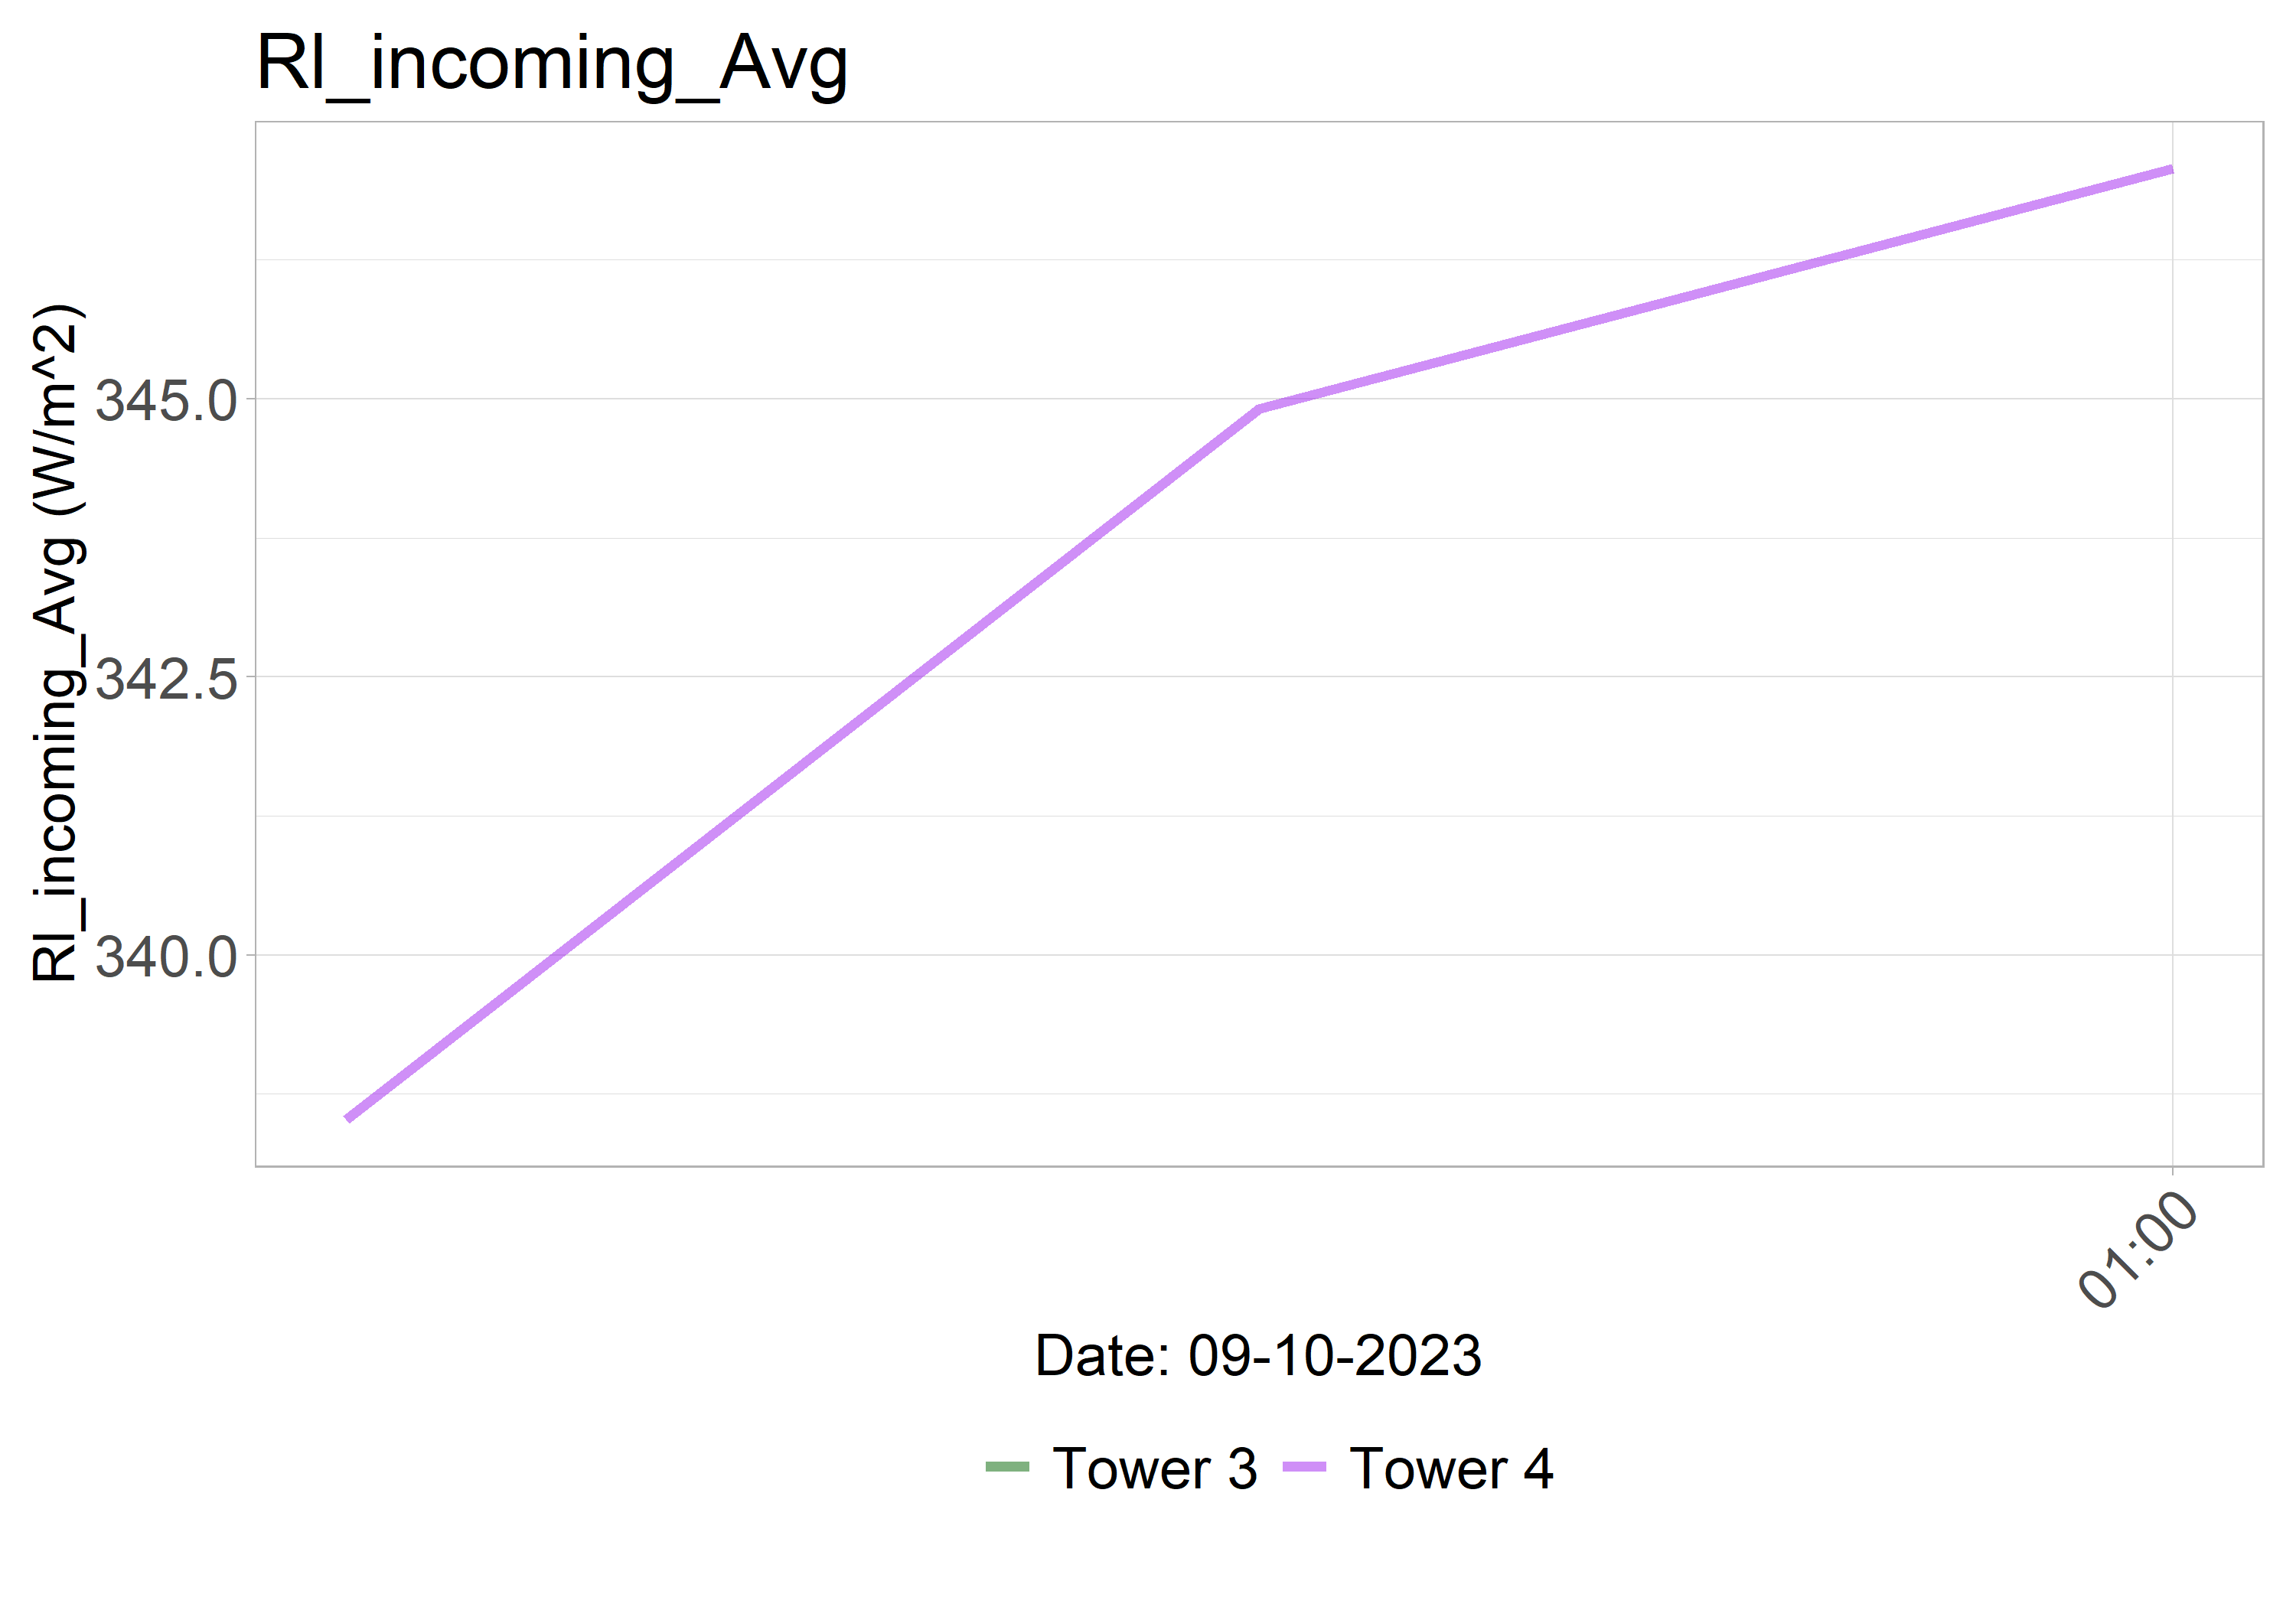 Rl_incoming_Avg
Rl_incoming_Avg (W/m^2)
345.0
342.5
340.0
01:00
Date: 09-10-2023
Tower 3 Tower 4